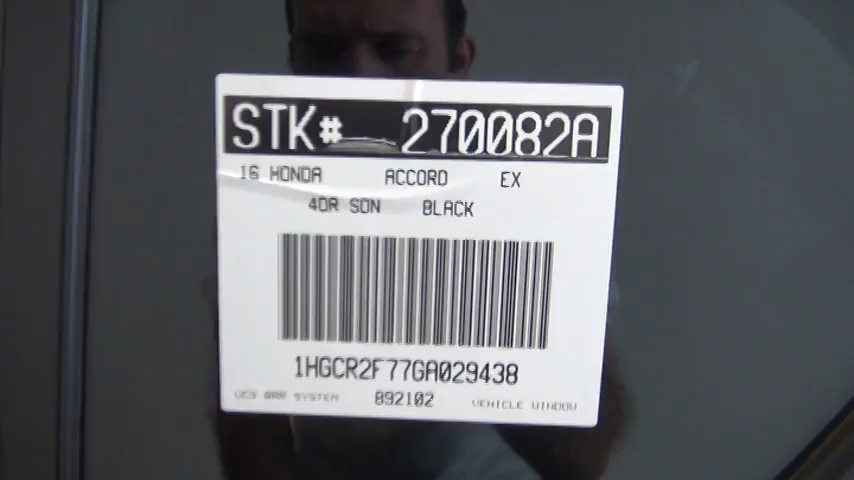 STK# 270082A
16 HONDA ACCORD EX
4DR SDN BLACK
1HGCR2F77GA029438
UCS BAR SYSTEM 092102 VEHICLE WINDOW